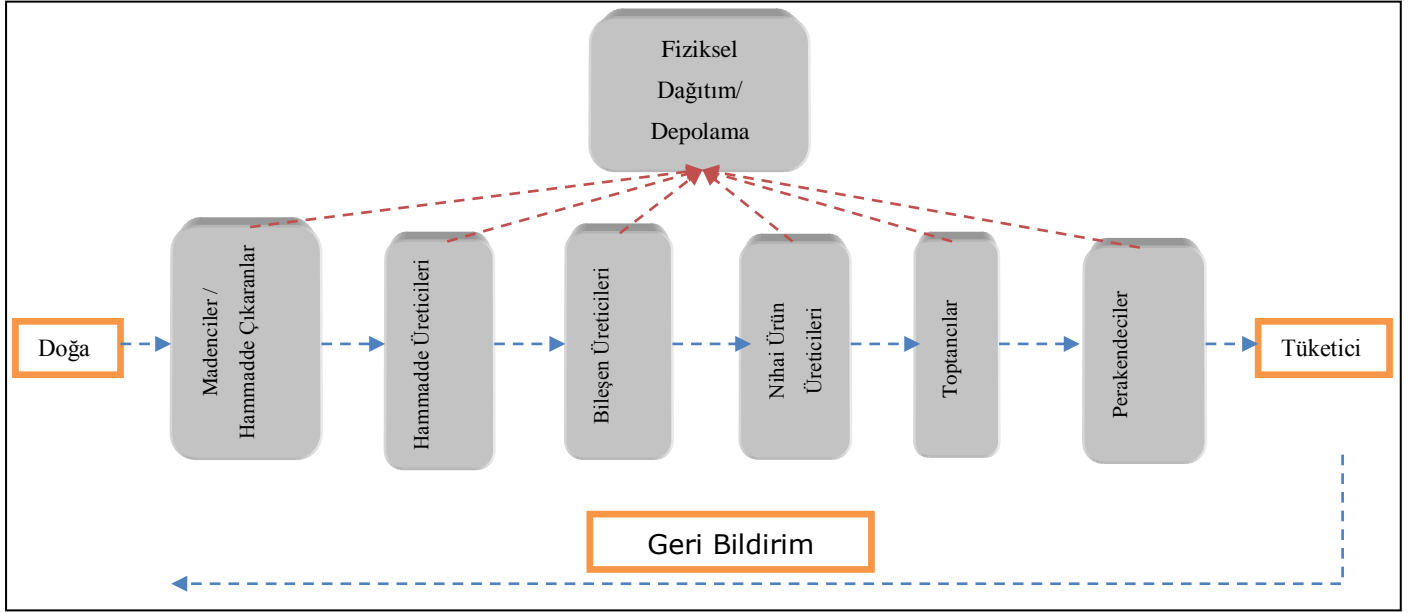 Fiziksel
Dağıtım/
Depolama
Doğa
Madenciler /
Hammadde Çıkaranlar
Hammadde Üreticileri
Bileşen Üreticileri
Nihai Ürün
Üreticileri
Toptancılar
Perakendeciler
Tüketici
Geri Bildirim